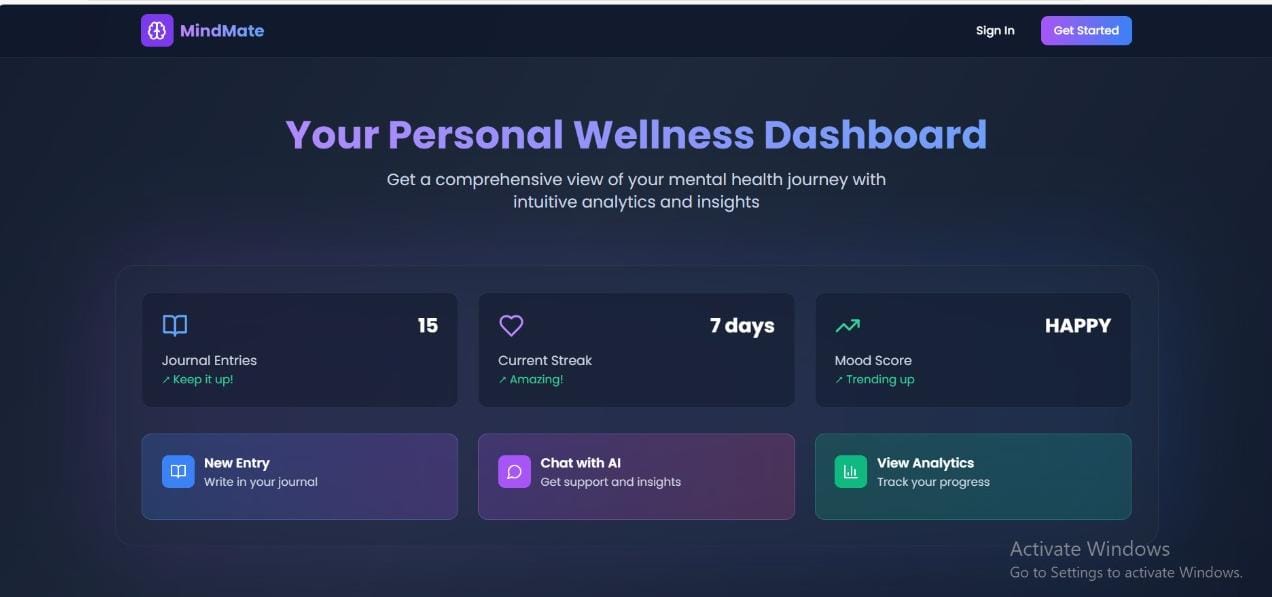 MindMate
Sign In
Get Started
Your Personal Wellness Dashboard
Get a comprehensive view of your mental health journey with
intuitive analytics and insights
15
Journal Entries
↗ Keep it up!
7 days
Current Streak
↗ Amazing!
HAPPY
Mood Score
↗ Trending up
New Entry
Write in your journal
Chat with AI
Get support and insights
View Analytics
Track your progress
Activate Windows
Go to Settings to activate Windows.